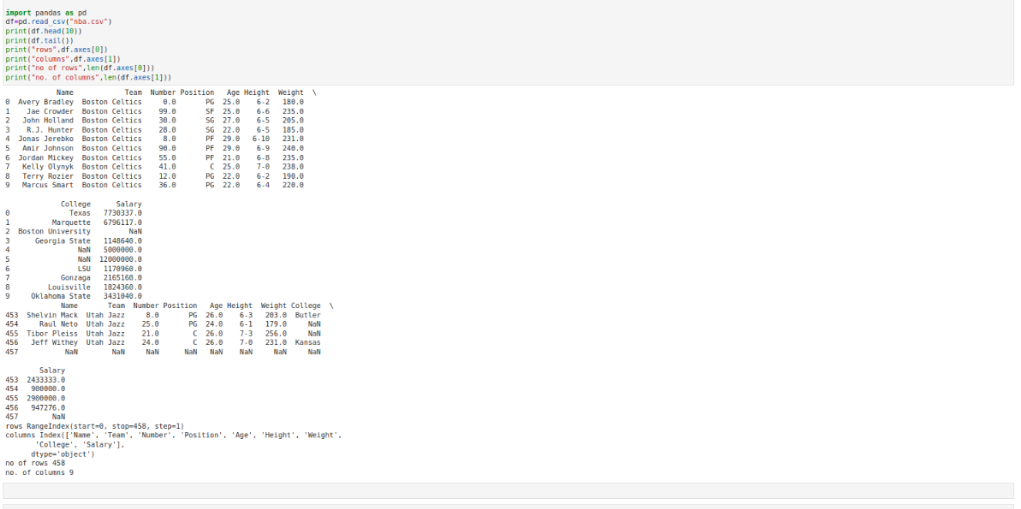 import pandas as pd
df=pd.read_csv("nba.csv")
print(df.head(10))
print(df.tail())
print("rows",df.axes[0])
print("columns",df.axes[1])
print("no of rows",len(df.axes[0]))
print("no. of columns",len(df.axes[1]))
Name Team Number Position Age Height Weight \
0 Avery Bradley Boston Celtics 0.0 PG 25.0 6-2 180.0
1 Jae Crowder Boston Celtics 99.0 SF 25.0 6-6 235.0
2 John Holland Boston Celtics 30.0 SG 27.0 6-5 205.0
3 R.J. Hunter Boston Celtics 28.0 SG 22.0 6-5 185.0
4 Jonas Jerebko Boston Celtics 8.0 PF 29.0 6-10 231.0
5 Amir Johnson Boston Celtics 90.0 PF 29.0 6-9 240.0
6 Jordan Mickey Boston Celtics 55.0 PF 21.0 6-8 235.0
7 Kelly Olynyk Boston Celtics 41.0 C 25.0 7-0 238.0
8 Terry Rozier Boston Celtics 12.0 PG 22.0 6-2 190.0
9 Marcus Smart Boston Celtics 36.0 PG 22.0 6-4 220.0
College Salary
0 Texas 7730337.0
1 Marquette 6796117.0
2 Boston University NaN
3 Georgia State 1148640.0
4 NaN 5000000.0
5 NaN 12000000.0
6 LSU 1170960.0
7 Gonzaga 2165160.0
8 Louisville 1824360.0
9 Oklahoma State 3431040.0
Name Team Number Position Age Height Weight College \
453 Shelvin Mack Utah Jazz 8.0 PG 26.0 6-3 203.0 Butler
454 Raul Neto Utah Jazz 25.0 PG 24.0 6-1 179.0 NaN
455 Tibor Pleiss Utah Jazz 21.0 C 26.0 7-3 256.0 NaN
456 Jeff Withey Utah Jazz 24.0 C 26.0 7-0 231.0 Kansas
457 NaN NaN NaN NaN NaN NaN NaN NaN
Salary
453 2433333.0
454 900000.0
455 2900000.0
456 947276.0
457 NaN
rows RangeIndex(start=0, stop=458, step=1)
columns Index(['Name', 'Team', 'Number', 'Position', 'Age', 'Height', 'Weight',
'College', 'Salary'],
dtype='object')
no of rows 458
no. of columns 9